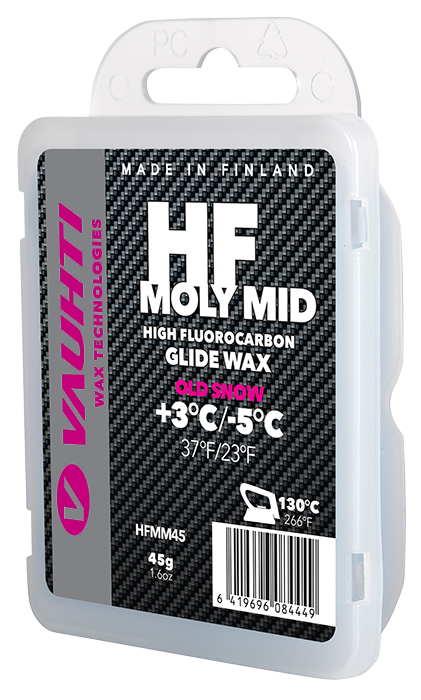 PC
MADE IN FINLAND
VAUHTI
WAX TECHNOLOGIES
HF
MOLY MID
HIGH FLUOROCARBON
GLIDE WAX
OLD SNOW
+3°C/-5°C
37°F/23°F
130°C
266°F
HFMM45
45g
1.6oz
6 419696 084449